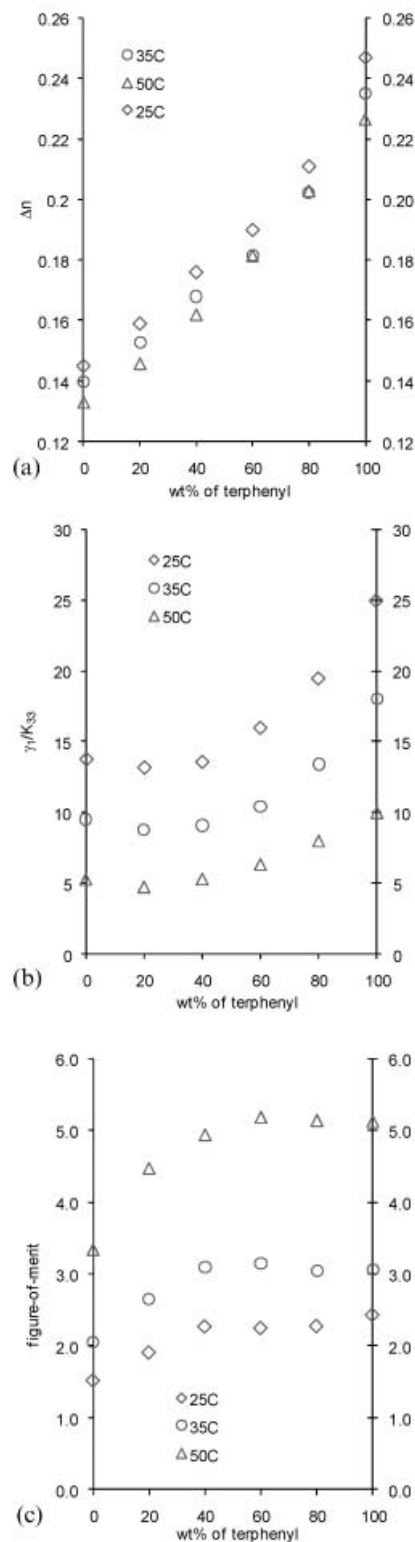 0.26
0.24
0.22
0.2
0.18
0.16
0.14
0.12
Δn
35C
50C
25C
0.26
0.24
0.22
0.20
0.18
0.16
0.14
0.12
0 20 40 60 80 100
wt% of terphenyl
(a)
30
25
20
15
10
5
0
γ₁/K₃₃
25C
35C
50C
30
25
20
15
10
5
0
0 20 40 60 80 100
wt% of terphenyl
(b)
6.0
5.0
4.0
3.0
2.0
1.0
0.0
figure-of-merit
25C
35C
50C
6.0
5.0
4.0
3.0
2.0
1.0
0.0
0 20 40 60 80 100
wt% of terphenyl
(c)